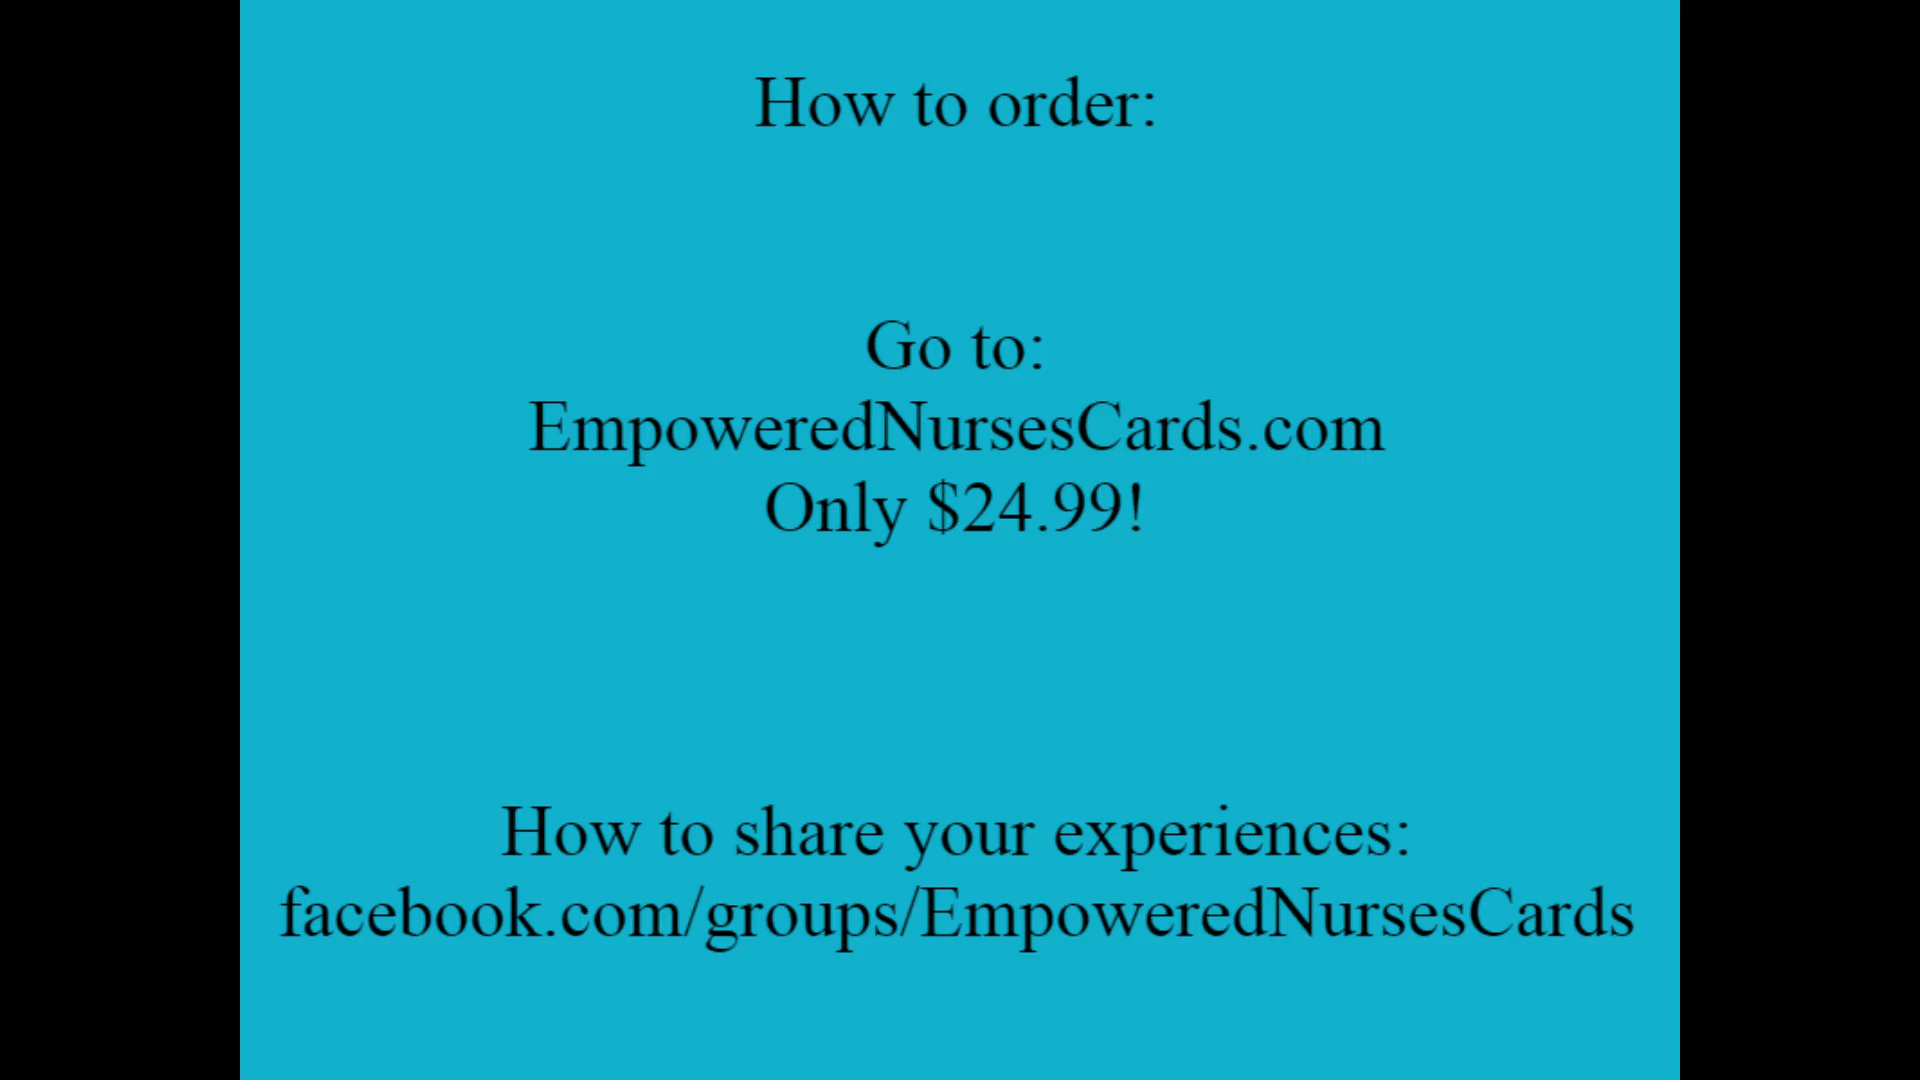 How to order:
Go to:
EmpoweredNursesCards.com
Only $24.99!
How to share your experiences:
facebook.com/groups/EmpoweredNursesCards